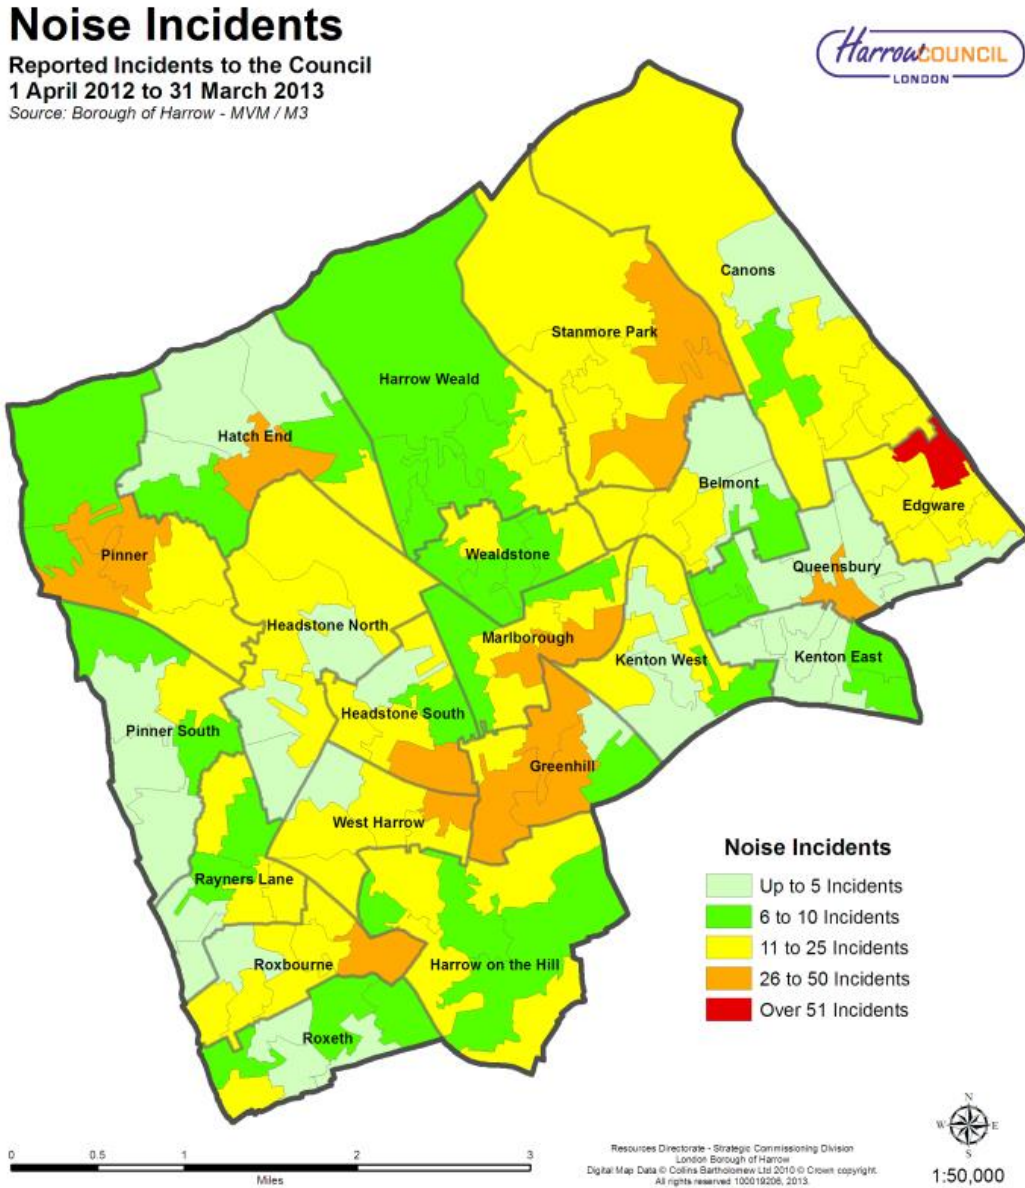 Noise Incidents
Reported Incidents to the Council
1 April 2012 to 31 March 2013
Source: Borough of Harrow - MVM / M3
HarrowCOUNCIL
LONDON
Canons
Stanmore Park
Harrow Weald
Hatch End
Belmont
Edgware
Pinner
Wealdstone
Queensbury
Headstone North
Marlborough
Kenton West
Kenton East
Headstone South
Pinner South
Greenhill
West Harrow
Rayners Lane
Roxbourne
Harrow on the Hill
Roxeth
Noise Incidents
Up to 5 Incidents
6 to 10 Incidents
11 to 25 Incidents
26 to 50 Incidents
Over 51 Incidents
N
W E
S
1:50,000
0 0.5 1 2 3
Miles
Resources Directorate - Strategic Commissioning Division
London Borough of Harrow
Digital Map Data © Collins Bartholomew Ltd 2010 © Crown copyright.
All rights reserved 100019206, 2013.